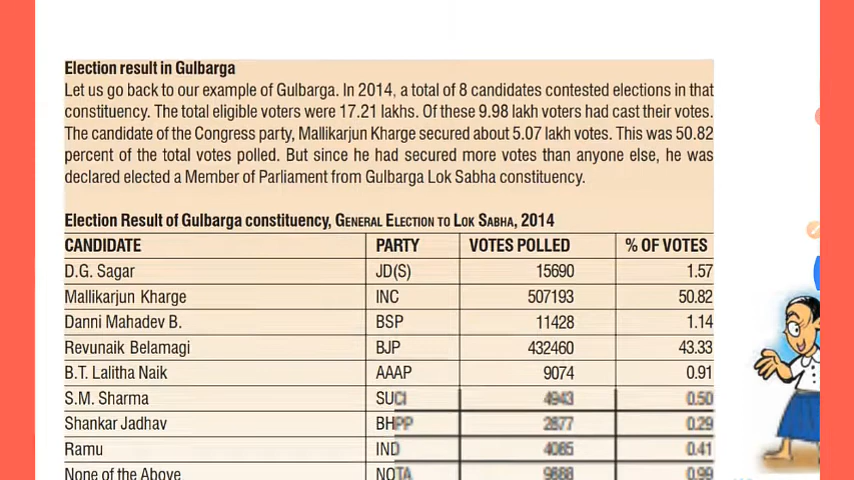 Election result in Gulbarga
Let us go back to our example of Gulbarga. In 2014, a total of 8 candidates contested elections in that
constituency. The total eligible voters were 17.21 lakhs. Of these 9.98 lakh voters had cast their votes.
The candidate of the Congress party, Mallikarjun Kharge secured about 5.07 lakh votes. This was 50.82
percent of the total votes polled. But since he had secured more votes than anyone else, he was
declared elected a Member of Parliament from Gulbarga Lok Sabha constituency.
Election Result of Gulbarga constituency, GENERAL ELECTION TO LOK SABHA, 2014
CANDIDATE PARTY VOTES POLLED % OF VOTES
D.G. Sagar JD(S) 15690 1.57
Mallikarjun Kharge INC 507193 50.82
Danni Mahadev B. BSP 11428 1.14
Revunaik Belamagi BJP 432460 43.33
B.T. Lalitha Naik AAAP 9074 0.91
S.M. Sharma SUCI 4943 0.50
Shankar Jadhav BHPP 2877 0.29
Ramu IND 4085 0.41
None of the Above NOTA 9888 0.99